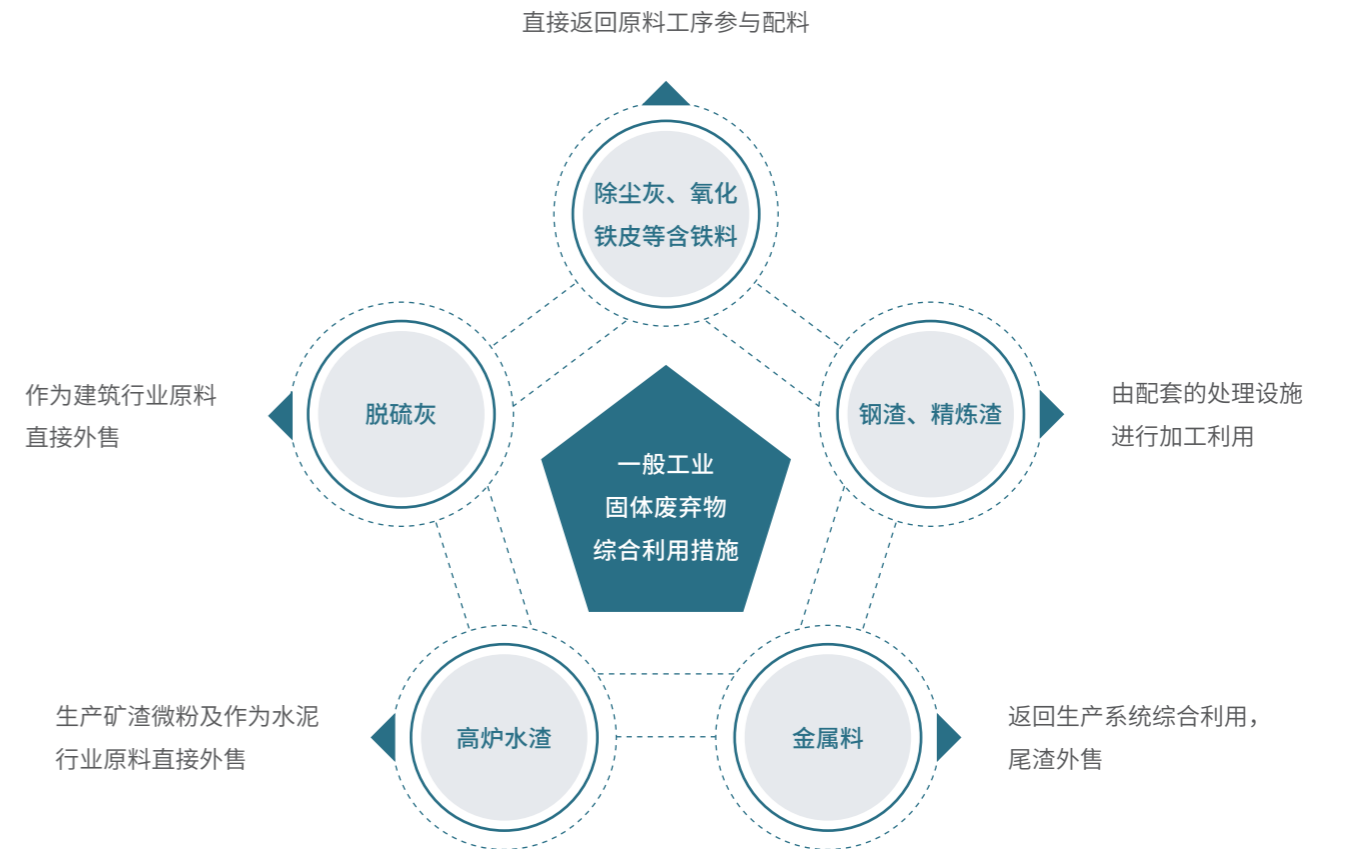 直接返回原料工序参与配料
除尘灰、氧化
铁皮等含铁料
作为建筑行业原料
直接外售
脱硫灰
钢渣、精炼渣
由配套的处理设施
进行加工利用
一般工业
固体废弃物
综合利用措施
生产矿渣微粉及作为水泥
行业原料直接外售
高炉水渣
金属料
返回生产系统综合利用，
尾渣外售